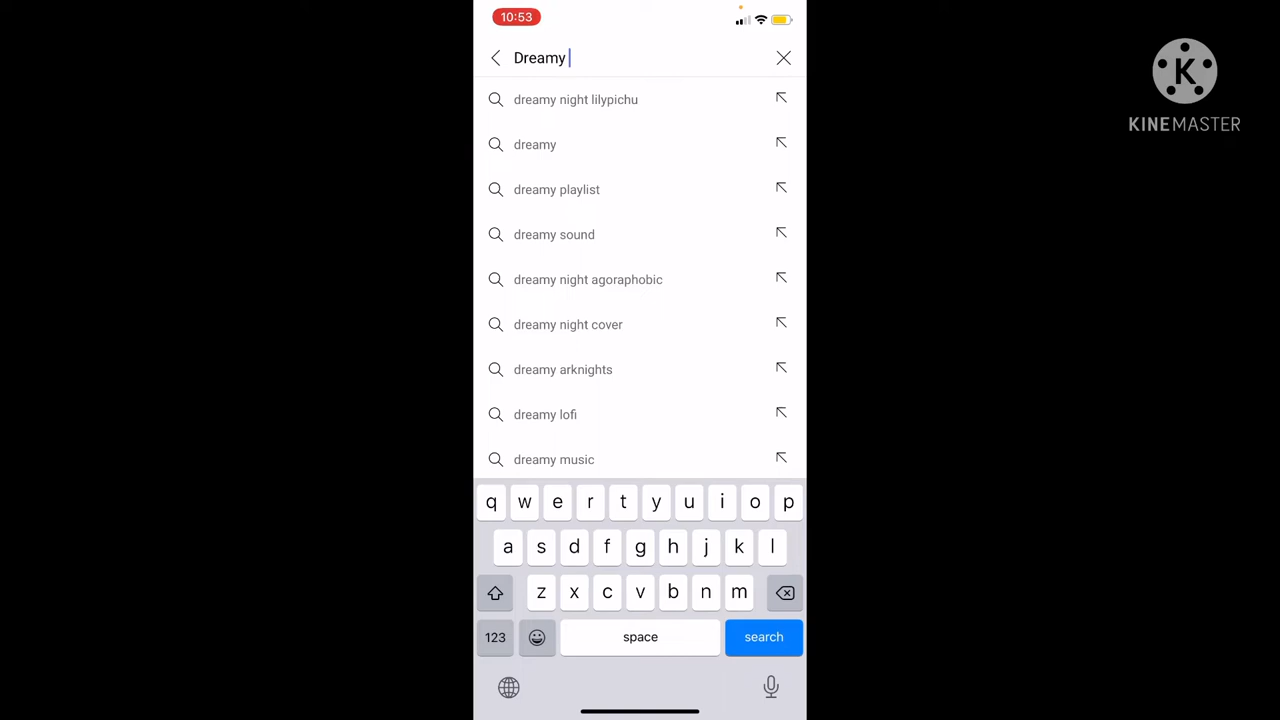 10:53
Dreamy
dreamy night lilypichu
dreamy
dreamy playlist
dreamy sound
dreamy night agoraphobic
dreamy night cover
dreamy arknights
dreamy lofi
dreamy music
q w e r t y u i o p
a s d f g h j k l
z x c v b n m
123 space search
K
KINEMASTER